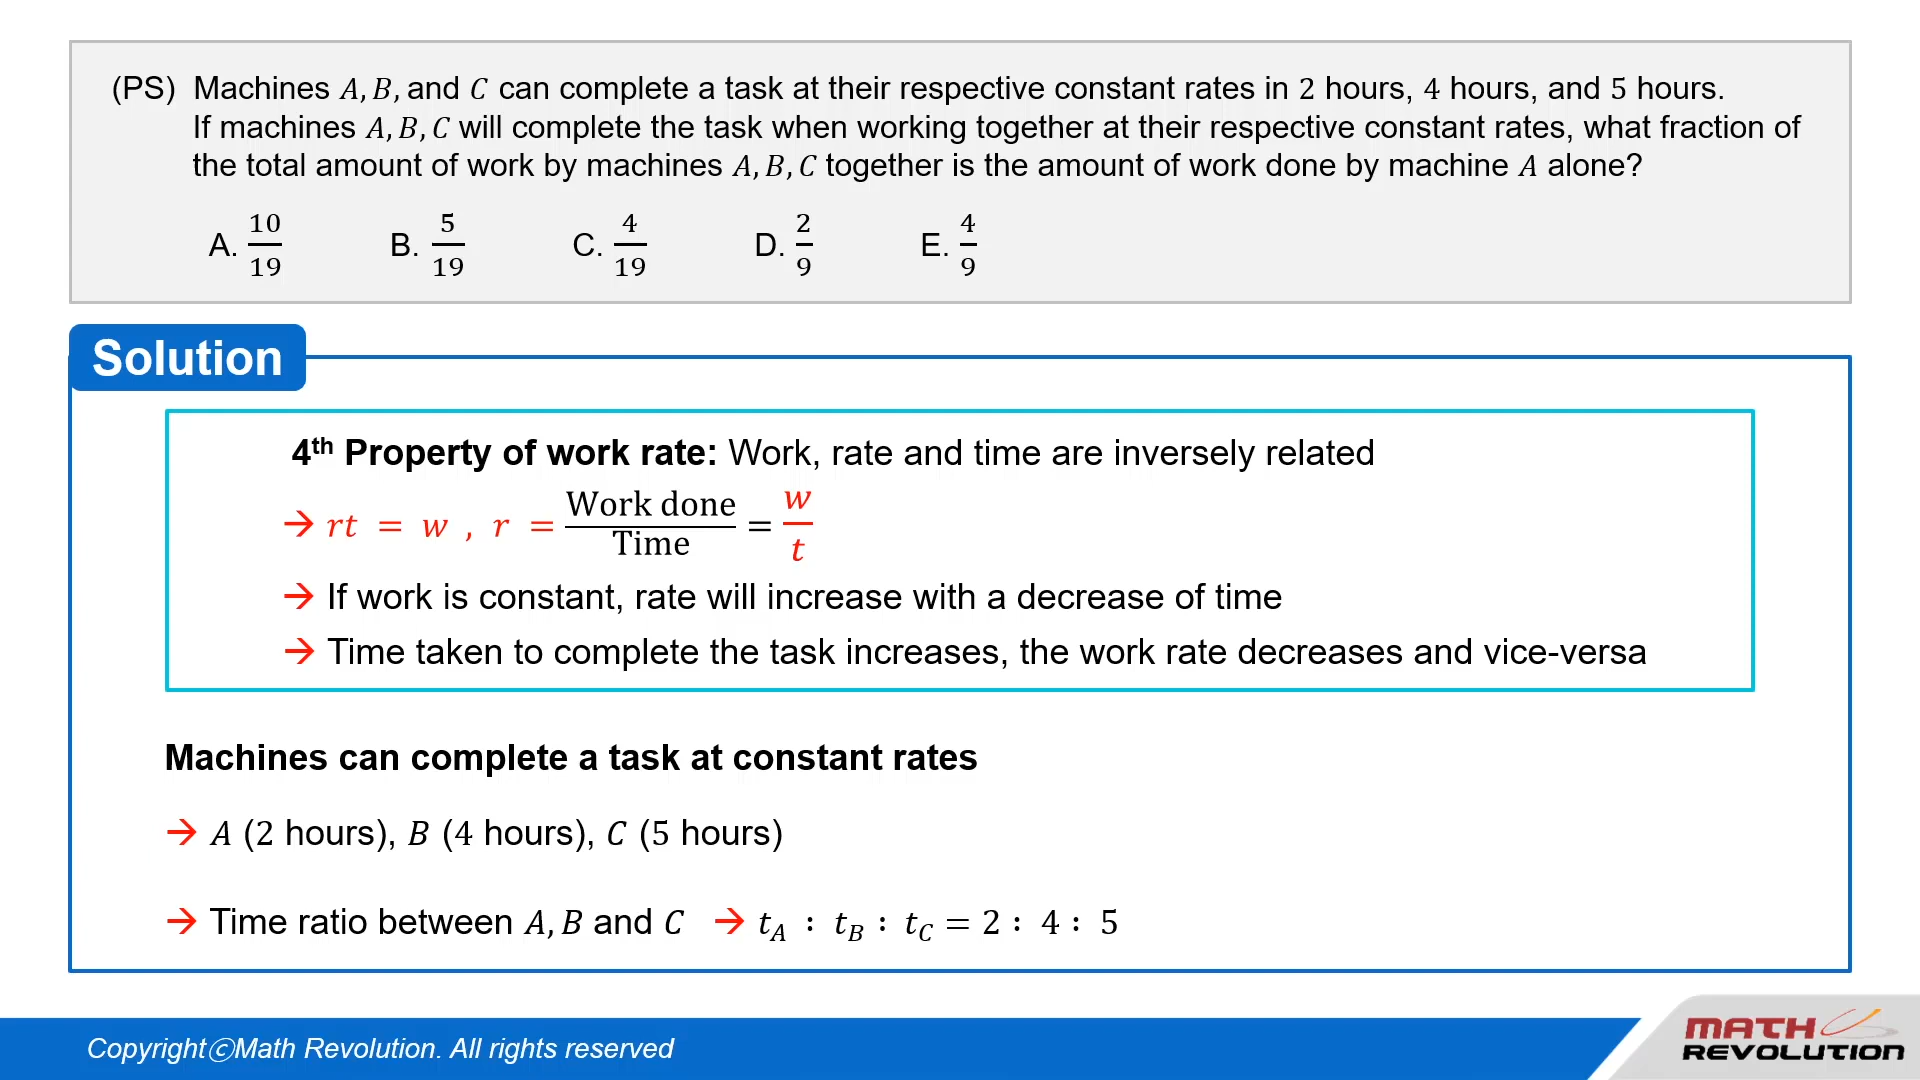 (PS) Machines A, B, and C can complete a task at their respective constant rates in 2 hours, 4 hours, and 5 hours.
If machines A, B, C will complete the task when working together at their respective constant rates, what fraction of
the total amount of work by machines A, B, C together is the amount of work done by machine A alone?
A. 10/19 B. 5/19 C. 4/19 D. 2/9 E. 4/9
Solution
4th Property of work rate: Work, rate and time are inversely related
→ rt = w , r = Work done/Time = w/t
→ If work is constant, rate will increase with a decrease of time
→ Time taken to complete the task increases, the work rate decreases and vice-versa
Machines can complete a task at constant rates
→ A (2 hours), B (4 hours), C (5 hours)
→ Time ratio between A, B and C → tA : tB : tC = 2 : 4 : 5
CopyrightⓒMath Revolution. All rights reserved
MATH
REVOLUTION